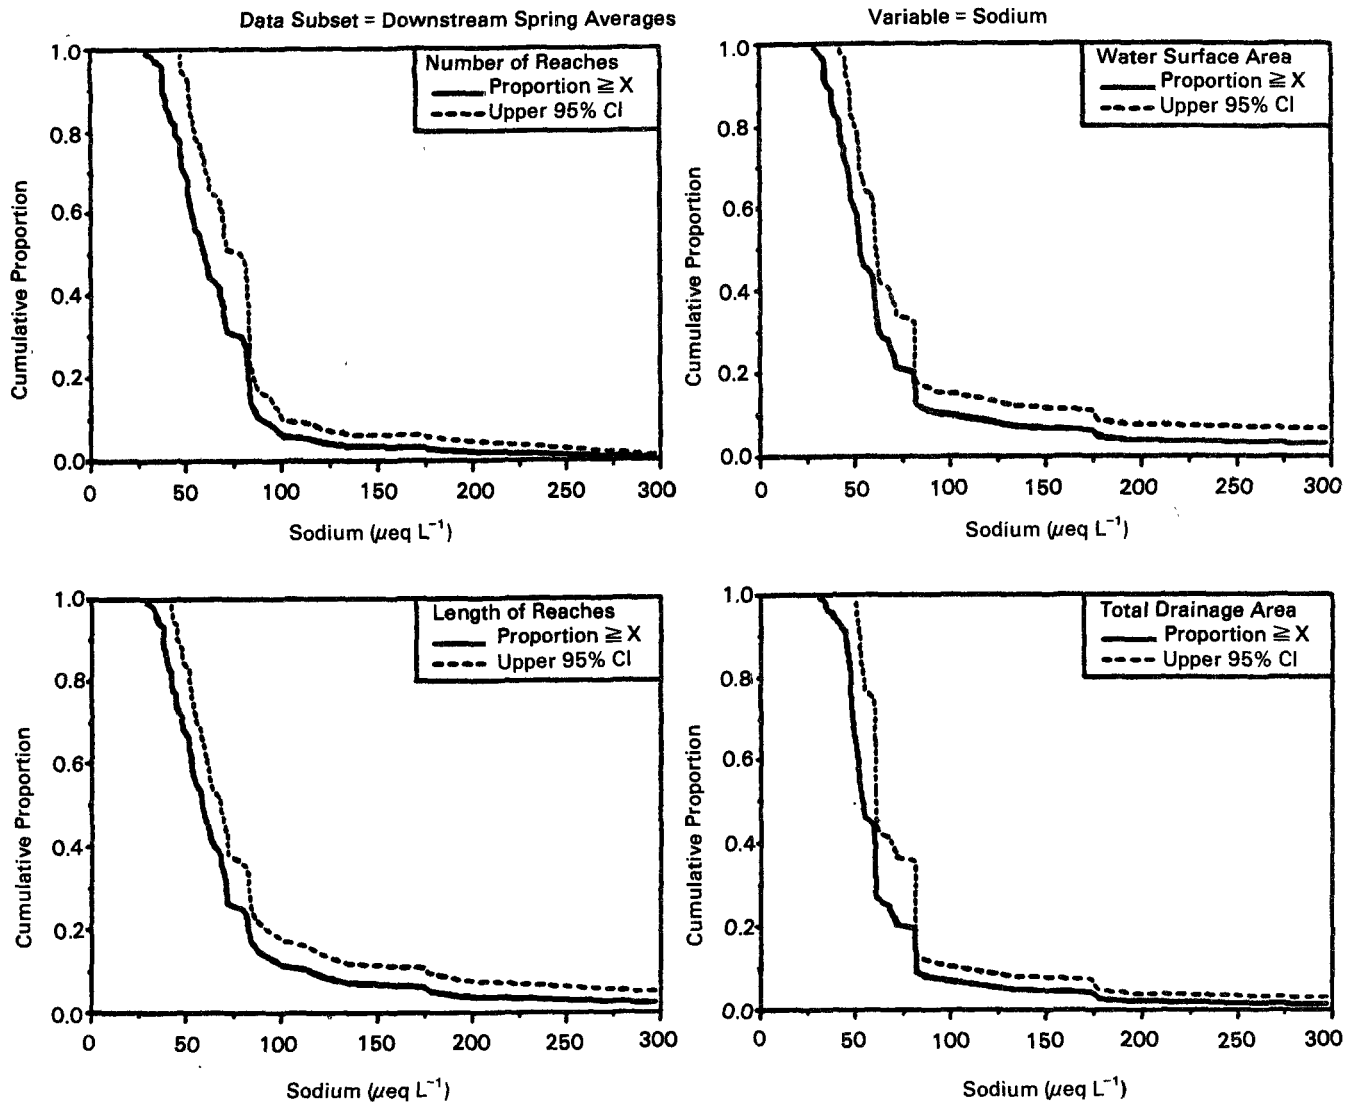 Data Subset = Downstream Spring Averages
Variable = Sodium
Number of Reaches
Proportion ≧ X
Upper 95% CI
1.0
0.8
0.6
0.4
0.2
0.0
Cumulative Proportion
0 50 100 150 200 250 300
Sodium (μeq L⁻¹)
Water Surface Area
Proportion ≧ X
Upper 95% CI
1.0
0.8
0.6
0.4
0.2
0.0
Cumulative Proportion
0 50 100 150 200 250 300
Sodium (μeq L⁻¹)
Length of Reaches
Proportion ≧ X
Upper 95% CI
1.0
0.8
0.6
0.4
0.2
0.0
Cumulative Proportion
0 50 100 150 200 250 300
Sodium (μeq L⁻¹)
Total Drainage Area
Proportion ≧ X
Upper 95% CI
1.0
0.8
0.6
0.4
0.2
0.0
Cumulative Proportion
0 50 100 150 200 250 300
Sodium (μeq L⁻¹)